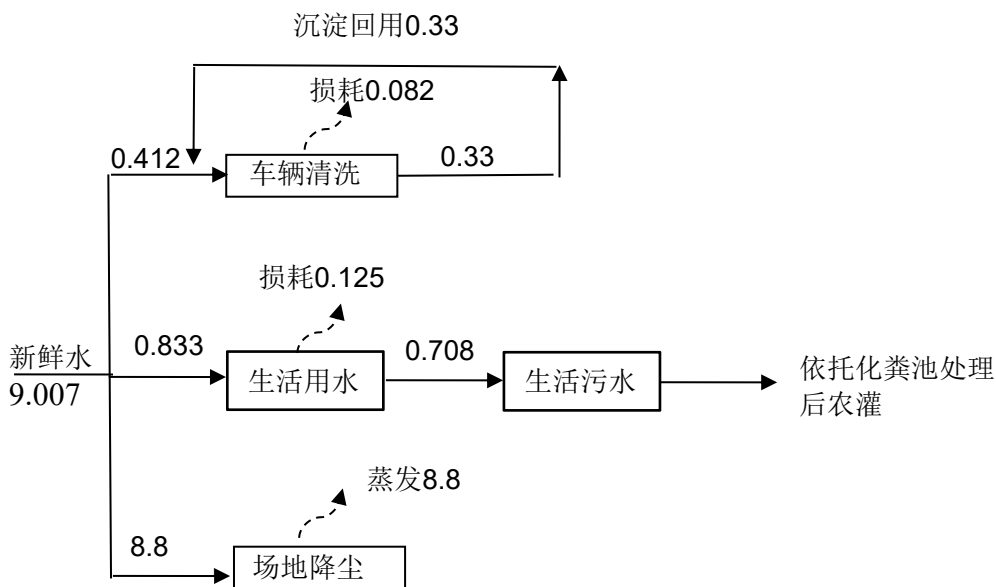 沉淀回用0.33
损耗0.082
0.412
车辆清洗
0.33
损耗0.125
新鲜水
9.007
0.833
生活用水
0.708
生活污水
依托化粪池处理
后农灌
蒸发8.8
8.8
场地降尘